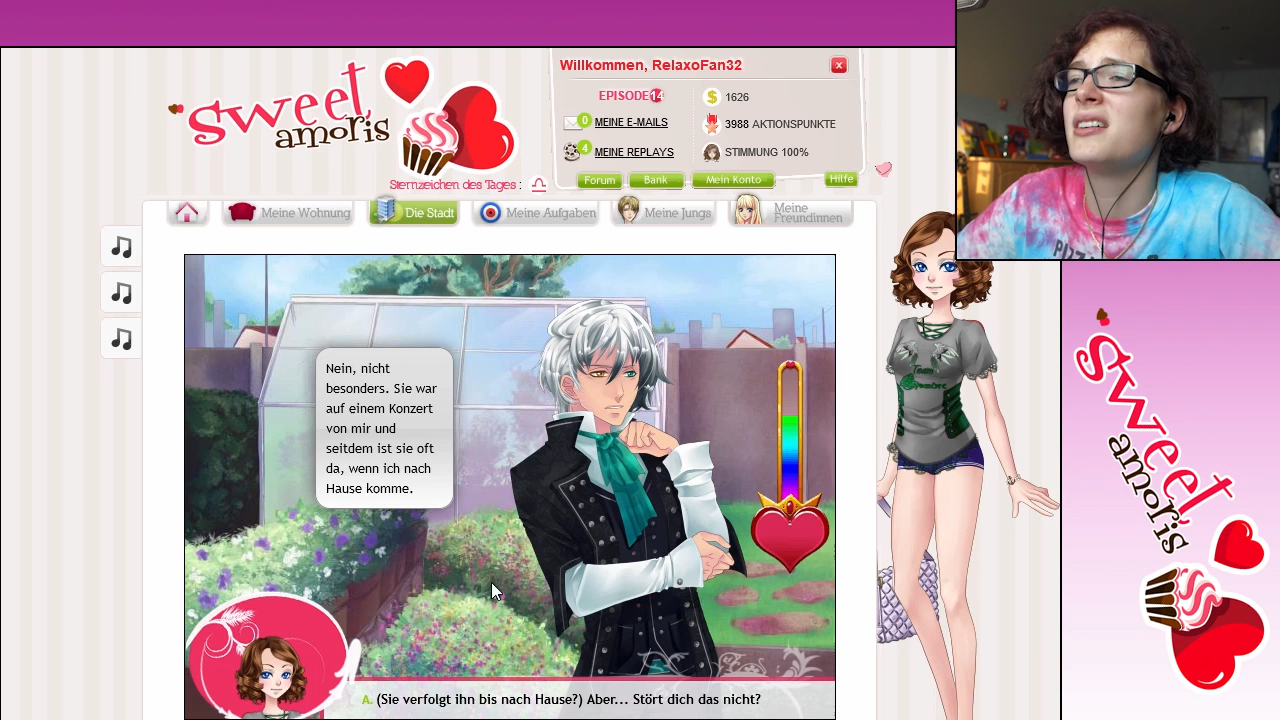 sweet
amoris
Willkommen, RelaxoFan32
x
EPISODE 14
$ 1626
0 MEINE E-MAILS
3988 AKTIONSPUNKTE
4 MEINE REPLAYS
STIMMUNG 100%
Forum
Bank
Mein Konto
Hilfe
Sternzeichen des Tages :
Meine Wohnung
Die Stadt
Meine Aufgaben
Meine Jungs
Meine
Freundinnen
Nein, nicht
besonders. Sie war
auf einem Konzert
von mir und
seitdem ist sie oft
da, wenn ich nach
Hause komme.
A. (Sie verfolgt ihn bis nach Hause?) Aber... Stört dich das nicht?
Team
sweet
amoris